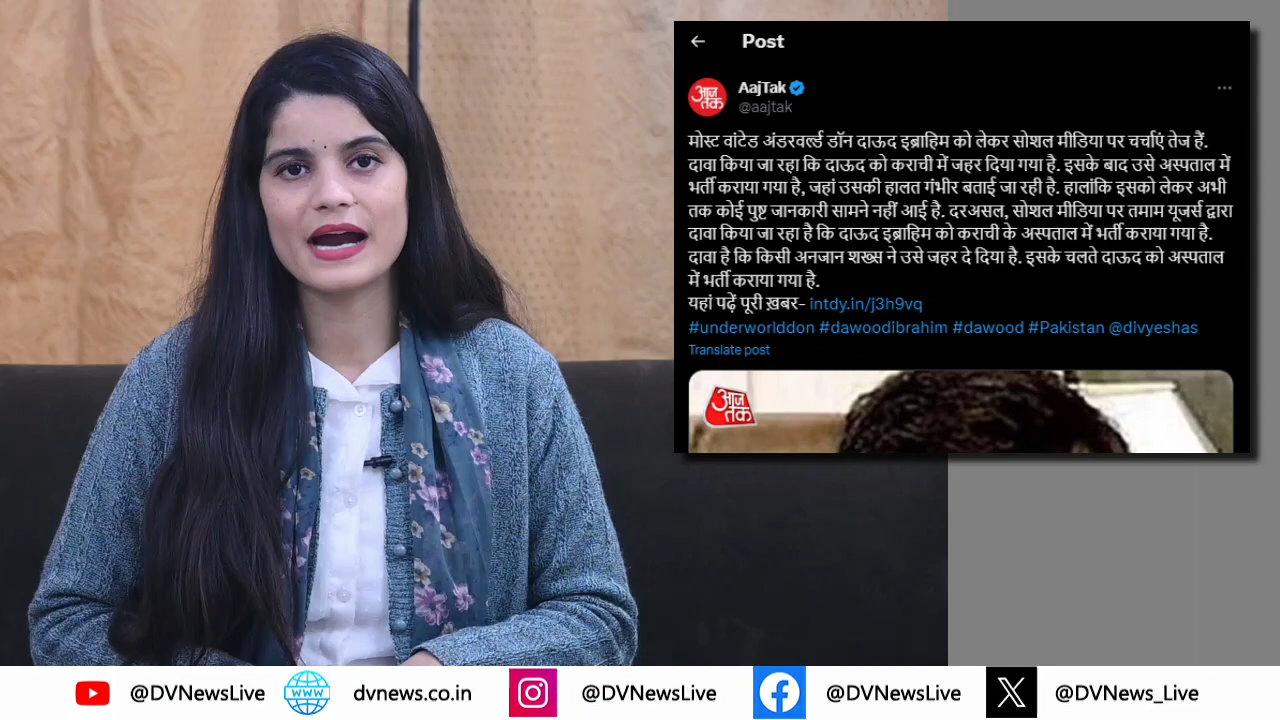 Post
आज तक
AajTak
@aajtak
मोस्ट वांटेड अंडरवर्ल्ड डॉन दाऊद इब्राहिम को लेकर सोशल मीडिया पर चर्चाएं तेज हैं.
दावा किया जा रहा कि दाऊद को कराची में जहर दिया गया है. इसके बाद उसे अस्पताल में
भर्ती कराया गया है, जहां उसकी हालत गंभीर बताई जा रही है. हालांकि इसको लेकर अभी
तक कोई पुष्ट जानकारी सामने नहीं आई है. दरअसल, सोशल मीडिया पर तमाम यूजर्स द्वारा
दावा किया जा रहा है कि दाऊद इब्राहिम को कराची के अस्पताल में भर्ती कराया गया है.
दावा है कि किसी अनजान शख्स ने उसे जहर दे दिया है. इसके चलते दाऊद को अस्पताल
में भर्ती कराया गया है.
यहां पढ़ें पूरी ख़बर- intdy.in/j3h9vq
#underworlddon #dawoodibrahim #dawood #Pakistan @divyeshas
Translate post
आज तक
@DVNewsLive
WWW
dvnews.co.in
@DVNewsLive
@DVNewsLive
@DVNews_Live